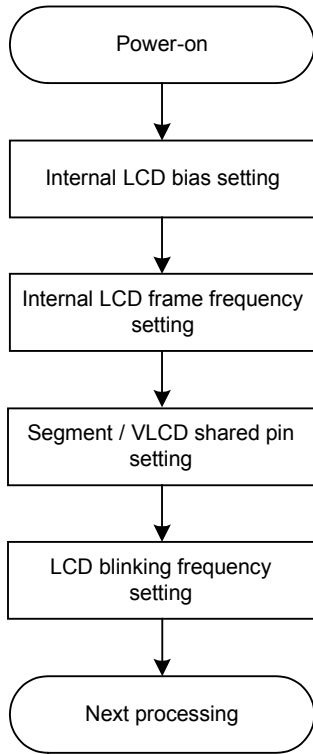 Power-on
Internal LCD bias setting
Internal LCD frame frequency
setting
Segment / VLCD shared pin
setting
LCD blinking frequency
setting
Next processing